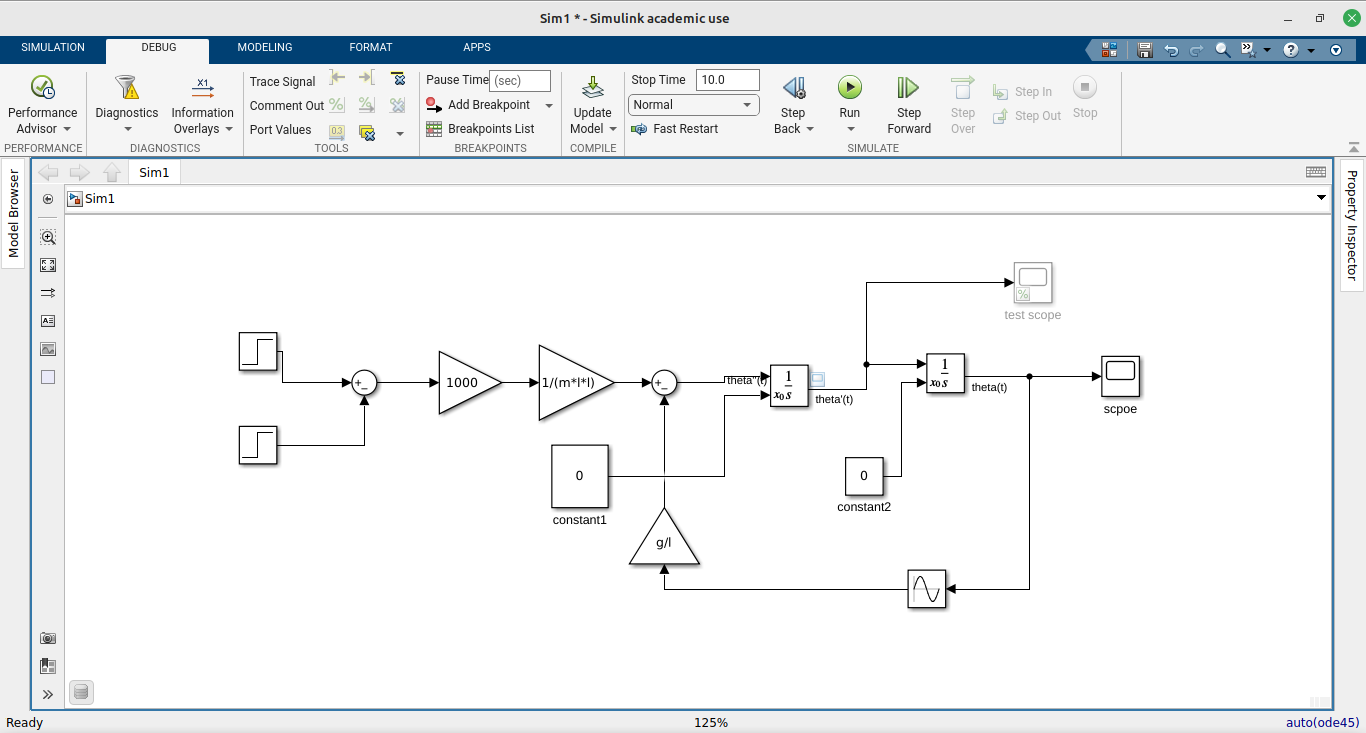 Sim1 * - Simulink academic use
SIMULATION DEBUG MODELING FORMAT APPS
Performance Advisor
PERFORMANCE
Diagnostics
Information Overlays
DIAGNOSTICS
Trace Signal
Comment Out
Port Values
TOOLS
Pause Time (sec)
Add Breakpoint
Breakpoints List
BREAKPOINTS
Update Model
COMPILE
Stop Time 10.0
Normal
Fast Restart
Step Back
Run
Step Forward
Step Over
Step In
Step Out
Stop
SIMULATE
Model Browser
Sim1
Sim1
Property Inspector
test scope
1000
1/(m*l*l)
theta''(t)
1
s
x0
theta'(t)
1
s
x0
theta(t)
scpoe
0
constant1
0
constant2
g/l
Ready
125%
auto(ode45)